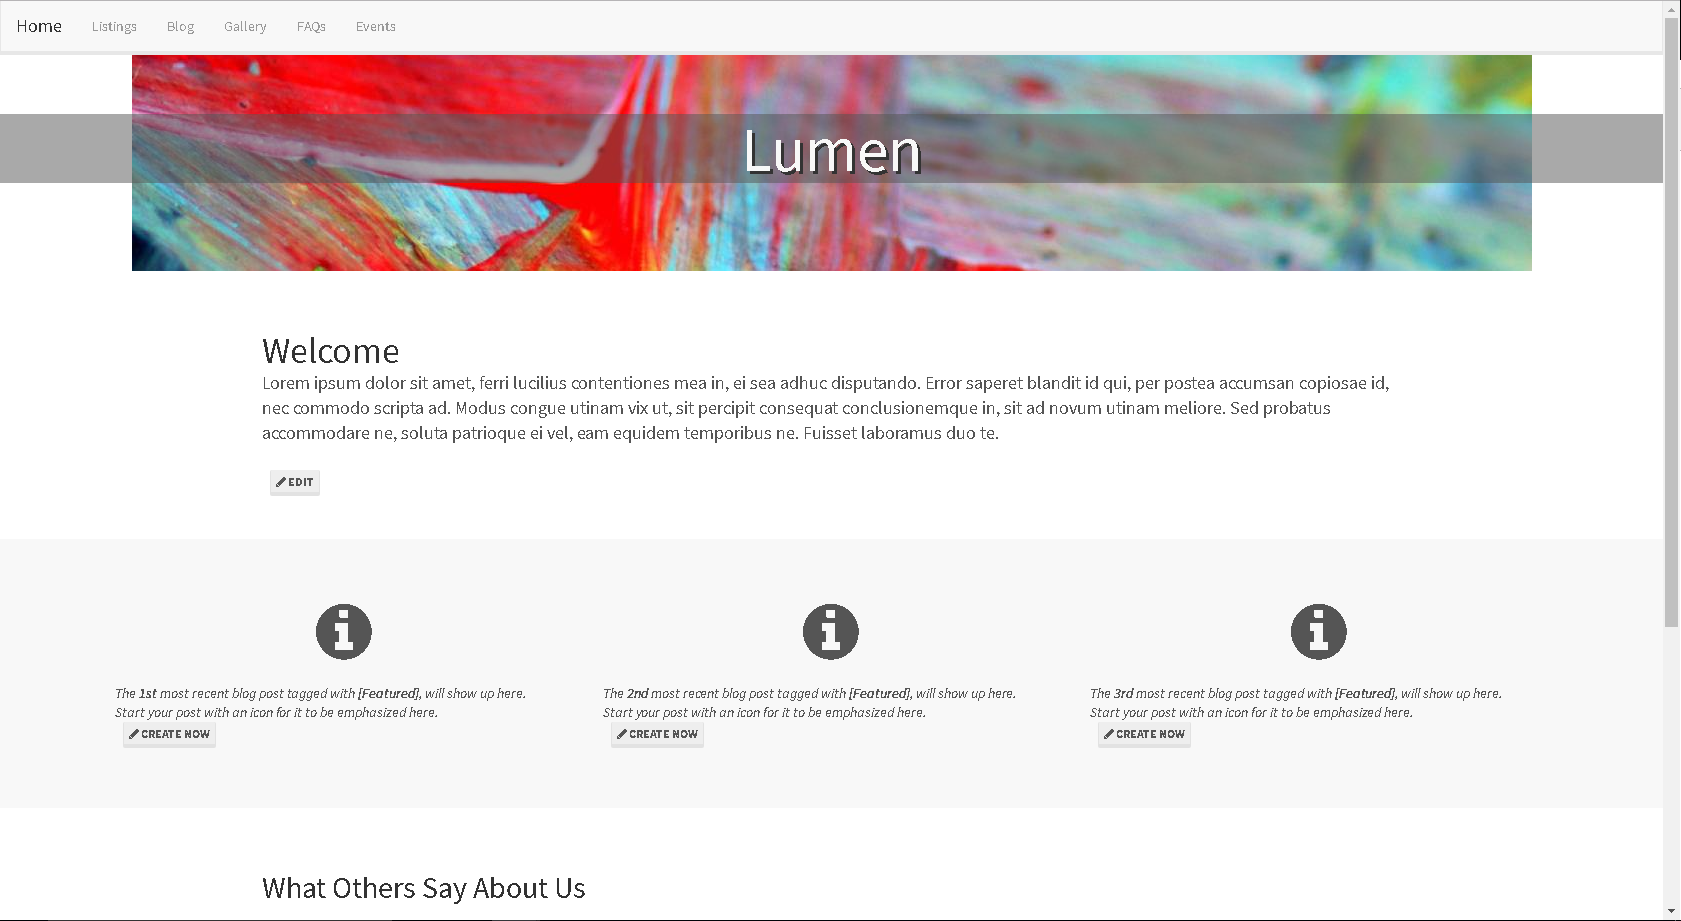 Home Listings Blog Gallery FAQs Events
Lumen
Welcome
Lorem ipsum dolor sit amet, ferri lucilius contentiones mea in, ei sea adhuc disputando. Error saperet blandit id qui, per postea accumsan copiosae id,
nec commodo scripta ad. Modus congue utinam vix ut, sit percipit consequat conclusionemque in, sit ad novum utinam meliore. Sed probatus
accommodare ne, soluta patrioque ei vel, eam equidem temporibus ne. Fuisset laboramus duo te.
EDIT
The 1st most recent blog post tagged with [Featured], will show up here.
Start your post with an icon for it to be emphasized here.
CREATE NOW
The 2nd most recent blog post tagged with [Featured], will show up here.
Start your post with an icon for it to be emphasized here.
CREATE NOW
The 3rd most recent blog post tagged with [Featured], will show up here.
Start your post with an icon for it to be emphasized here.
CREATE NOW
What Others Say About Us